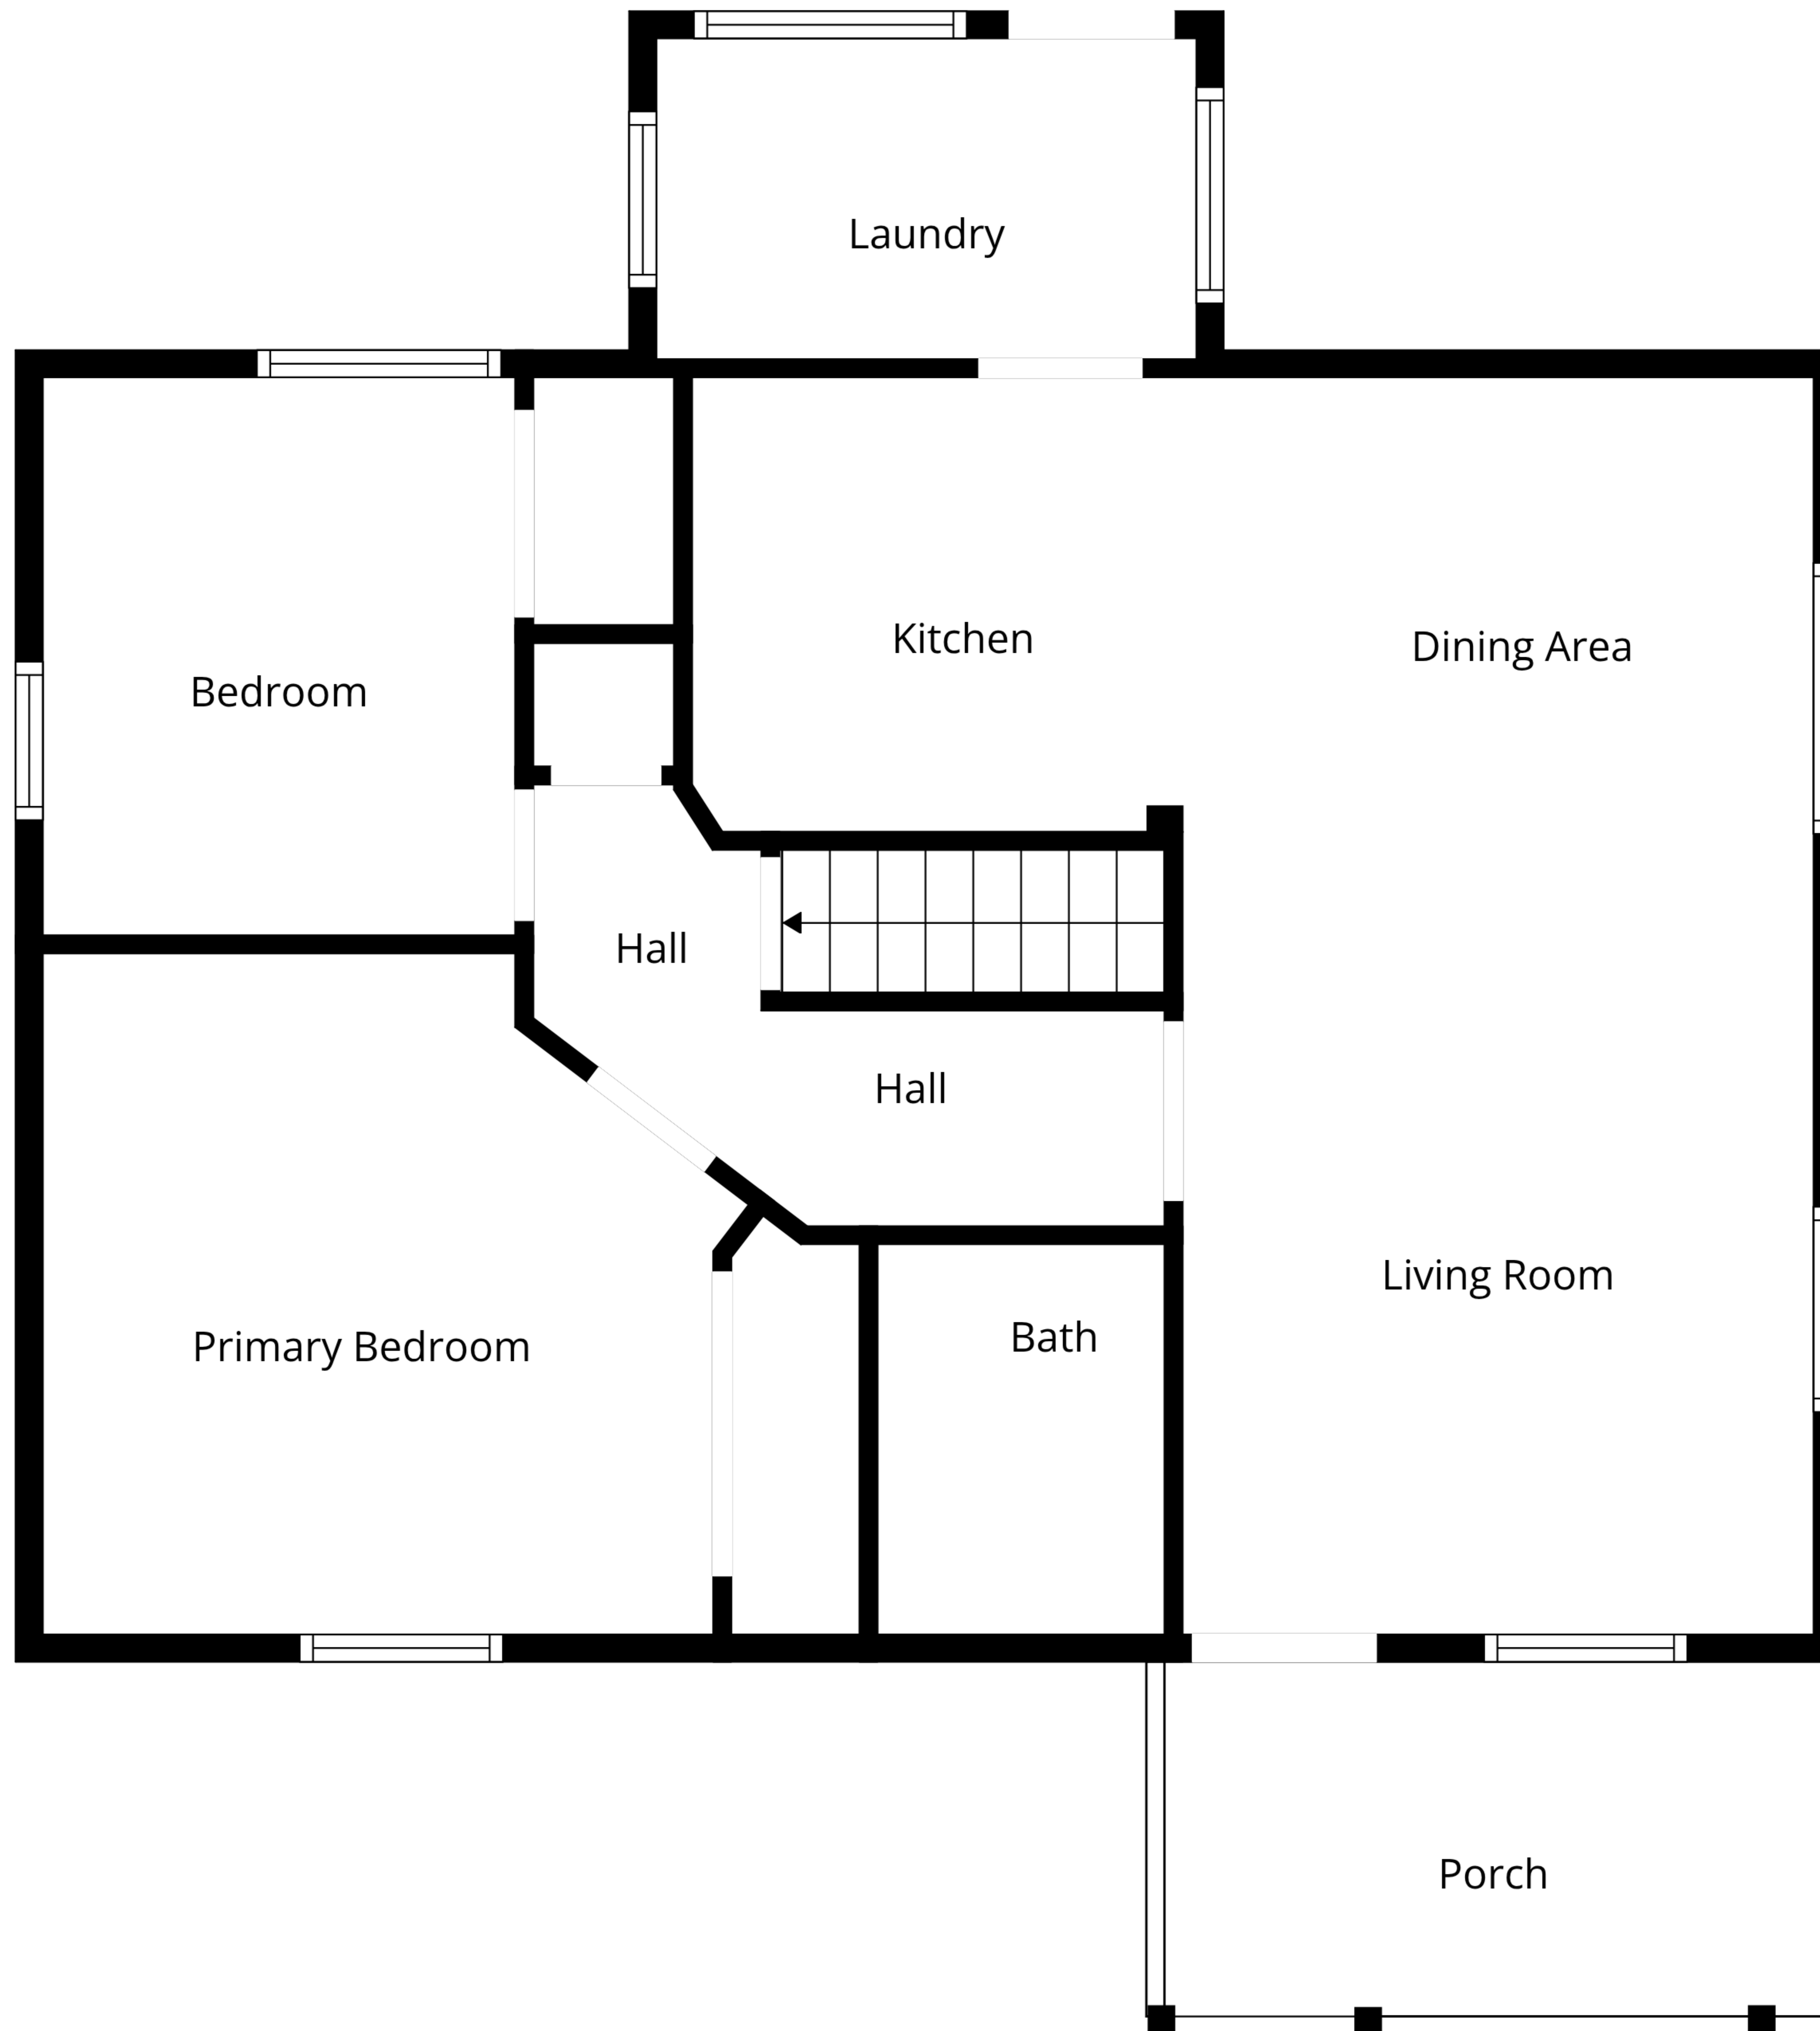 Laundry
Kitchen
Dining Area
Bedroom
Hall
Hall
Living Room
Bath
Primary Bedroom
Porch